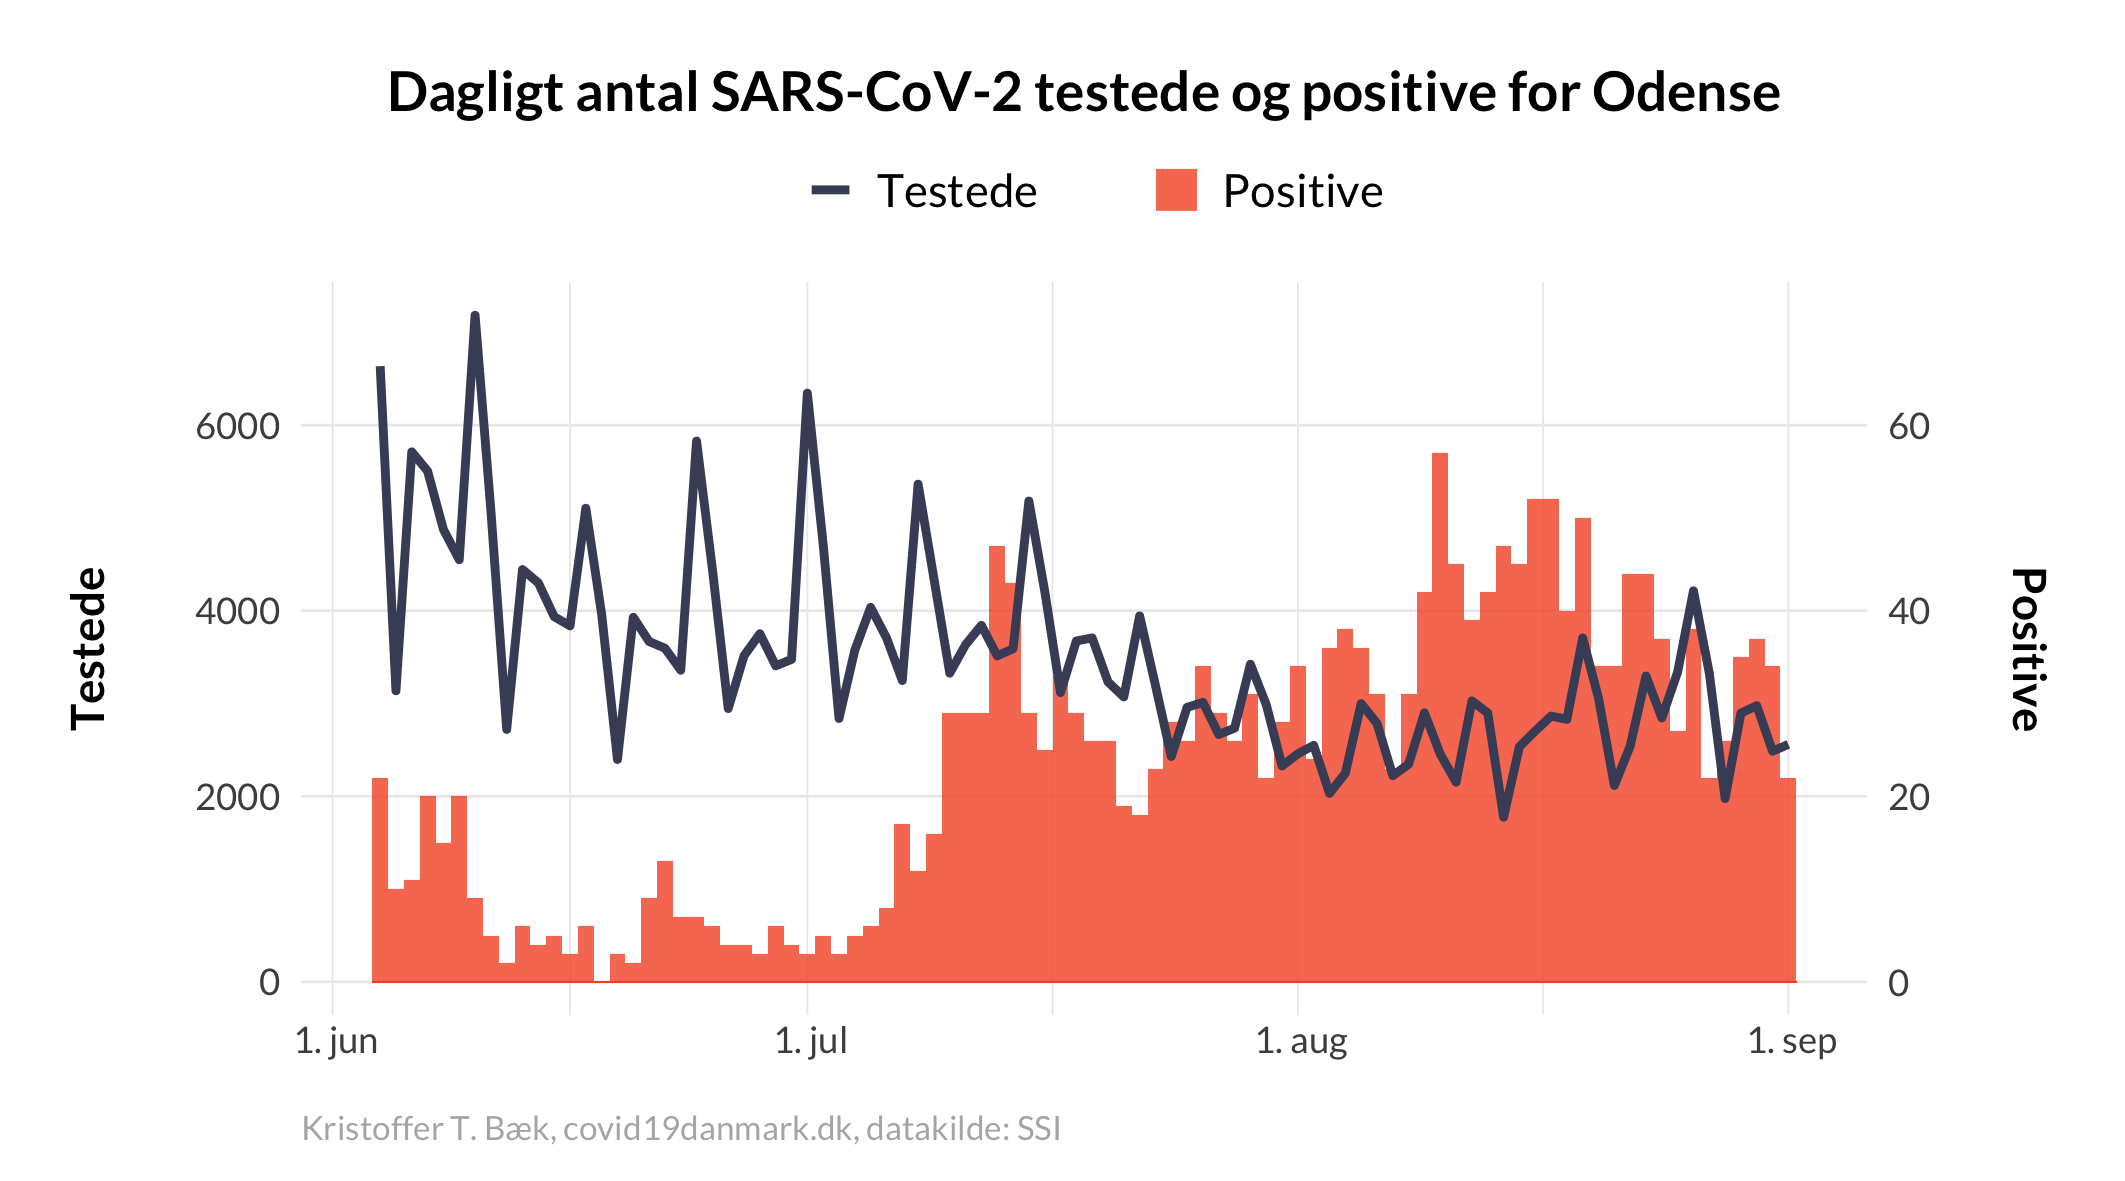 Dagligt antal SARS-CoV-2 testede og positive for Odense
Testede
Positive
Testede
6000
4000
2000
0
60
40
20
0
Positive
1. jun
1. jul
1. aug
1. sep
Kristoffer T. Bæk, covid19danmark.dk, datakilde: SSI